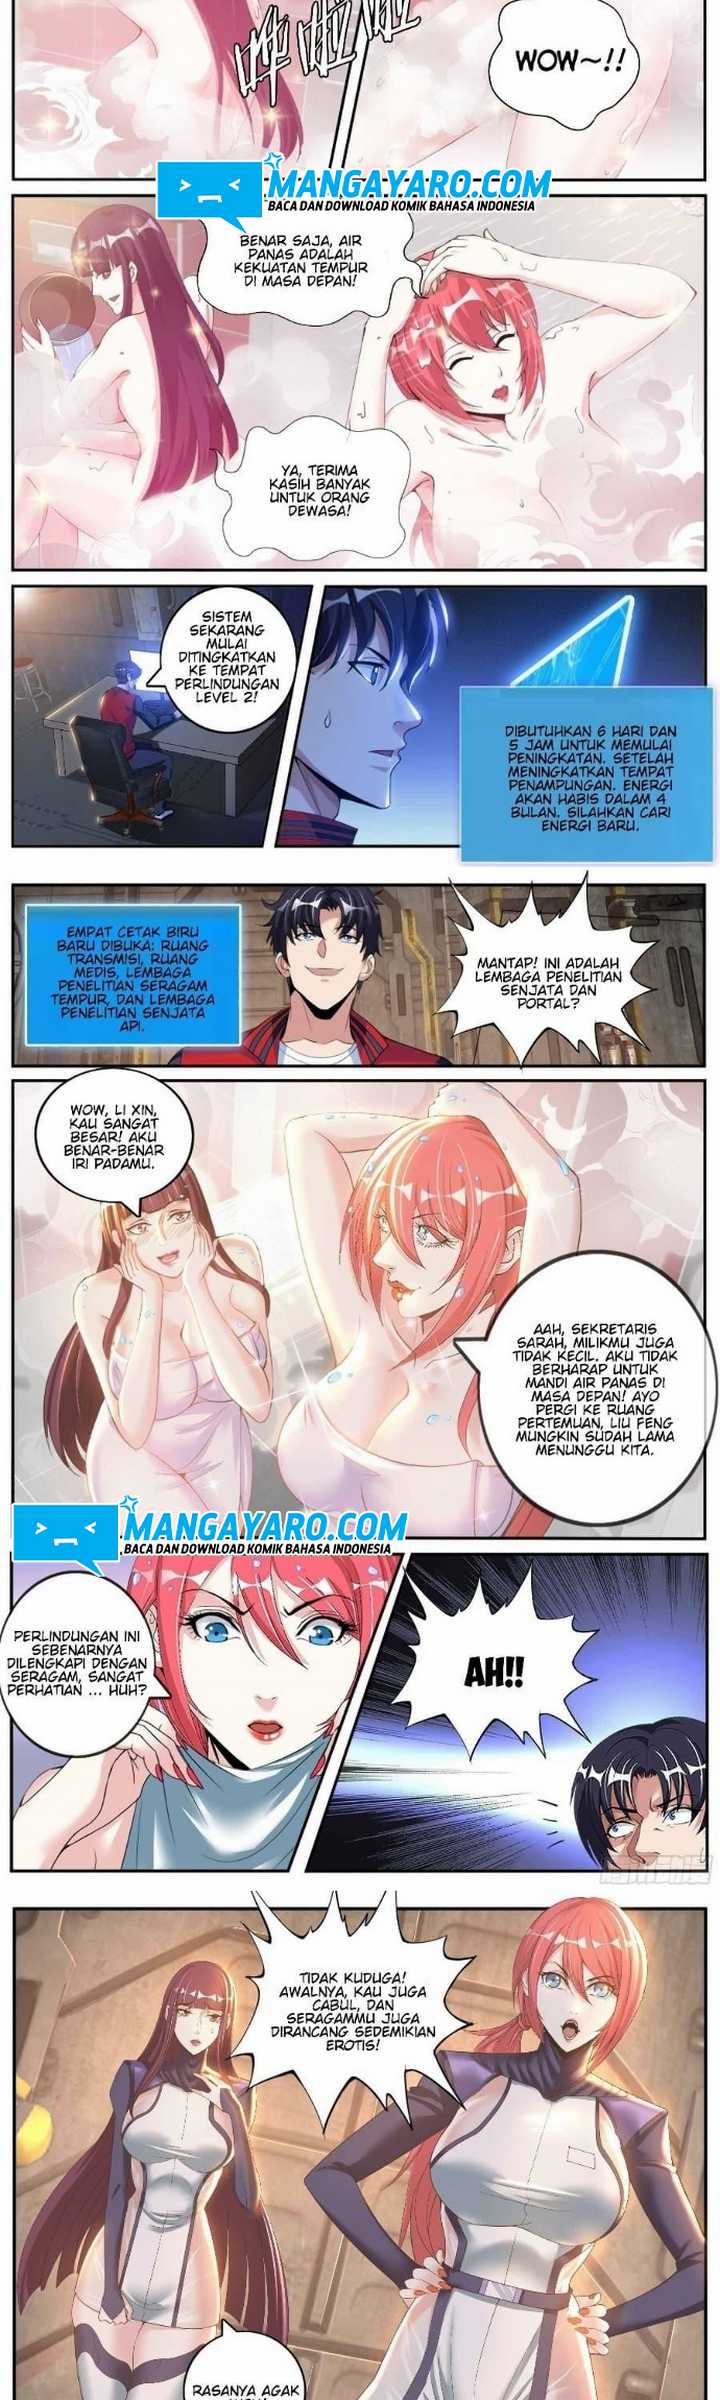 哗啦啦
WOW~!!
MANGAYARO.COM
BACA DAN DOWNLOAD KOMIK BAHASA INDONESIA
BENAR SAJA, AIR
PANAS ADALAH
KEKUATAN TEMPUR
DI MASA DEPAN!
YA, TERIMA
KASIH BANYAK
UNTUK ORANG
DEWASA!
SISTEM
SEKARANG
MULAI
DITINGKATKAN
KE TEMPAT
PERLINDUNGAN
LEVEL 2!
DIBUTUHKAN 6 HARI DAN
5 JAM UNTUK MEMULAI
PENINGKATAN. SETELAH
MENINGKATKAN TEMPAT
PENAMPUNGAN. ENERGI
AKAN HABIS DALAM 4
BULAN. SILAHKAN CARI
ENERGI BARU.
EMPAT CETAK BIRU
BARU DIBUKA: RUANG
TRANSMISI, RUANG
MEDIS, LEMBAGA
PENELITIAN SERAGAM
TEMPUR, DAN LEMBAGA
PENELITIAN SENJATA
API.
MANTAP! INI ADALAH
LEMBAGA PENELITIAN
SENJATA DAN
PORTAL?
WOW, LI XIN,
KAU SANGAT
BESAR! AKU
BENAR-BENAR
IRI PADAMU.
AAH, SEKRETARIS
SARAH, MILIKMU JUGA
TIDAK KECIL. AKU TIDAK
BERHARAP UNTUK
MANDI AIR PANAS DI
MASA DEPAN! AYO
PERGI KE RUANG
PERTEMUAN, LIU FENG
MUNGKIN SUDAH LAMA
MENUNGGU KITA.
MANGAYARO.COM
BACA DAN DOWNLOAD KOMIK BAHASA INDONESIA
PERLINDUNGAN INI
SEBENARNYA
DILENGKAPI DENGAN
SERAGAM, SANGAT
PERHATIAN ... HUH?
AH!!
TIDAK KUDUGA!
AWALNYA, KAU JUGA
CABUL, DAN
SERAGAMMU JUGA
DIRANCANG SEDEMIKIAN
EROTIS!
RASANYA AGAK